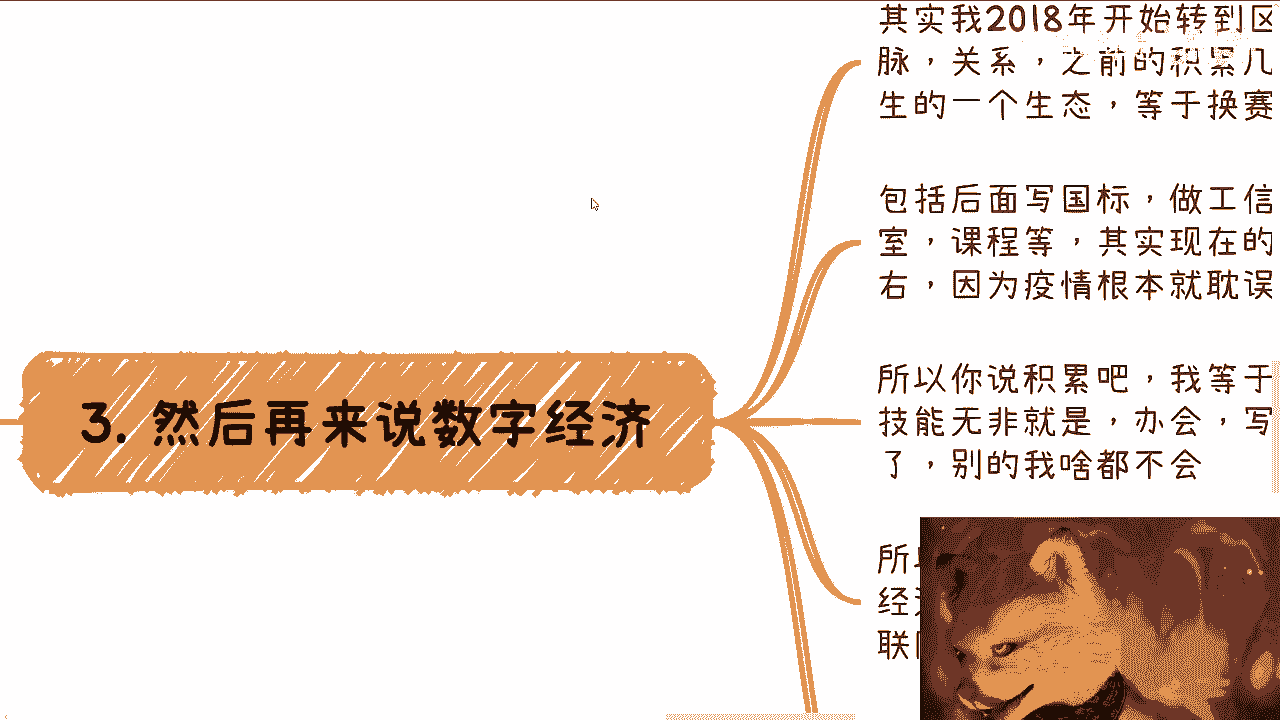 3. 然后再来说数字经济
其实我2018年开始转到区
脉，关系，之前的积累几
生的一个生态，等于换赛
包括后面写国标，做工信
室，课程等，其实现在的
右，因为疫情根本就耽误
所以你说积累吧，我等于
技能无非就是，办会，写
了，别的我啥都不会
所以
经
联